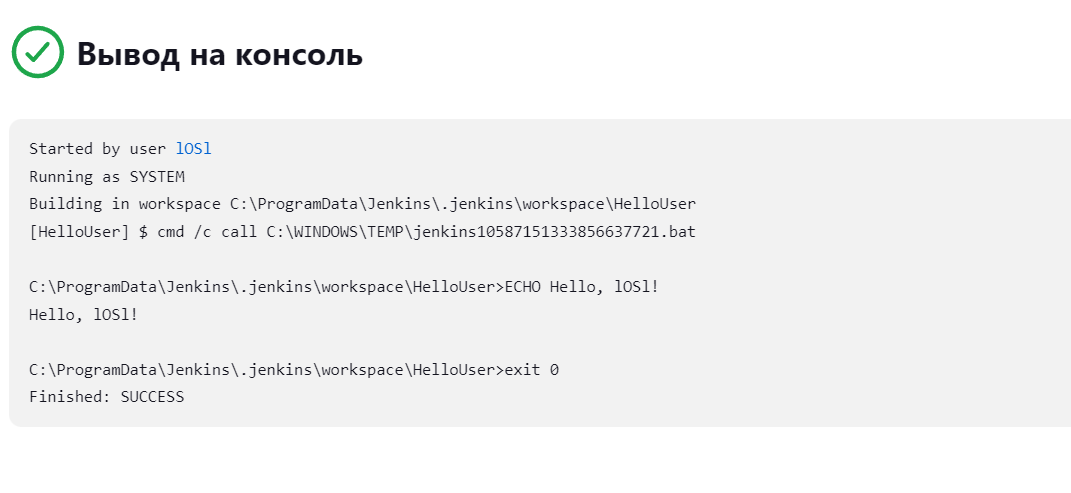 Вывод на консоль
Started by user lOSl
Running as SYSTEM
Building in workspace C:\ProgramData\Jenkins\.jenkins\workspace\HelloUser
[HelloUser] $ cmd /c call C:\WINDOWS\TEMP\jenkins10587151333856637721.bat
C:\ProgramData\Jenkins\.jenkins\workspace\HelloUser>ECHO Hello, lOSl!
Hello, lOSl!
C:\ProgramData\Jenkins\.jenkins\workspace\HelloUser>exit 0
Finished: SUCCESS